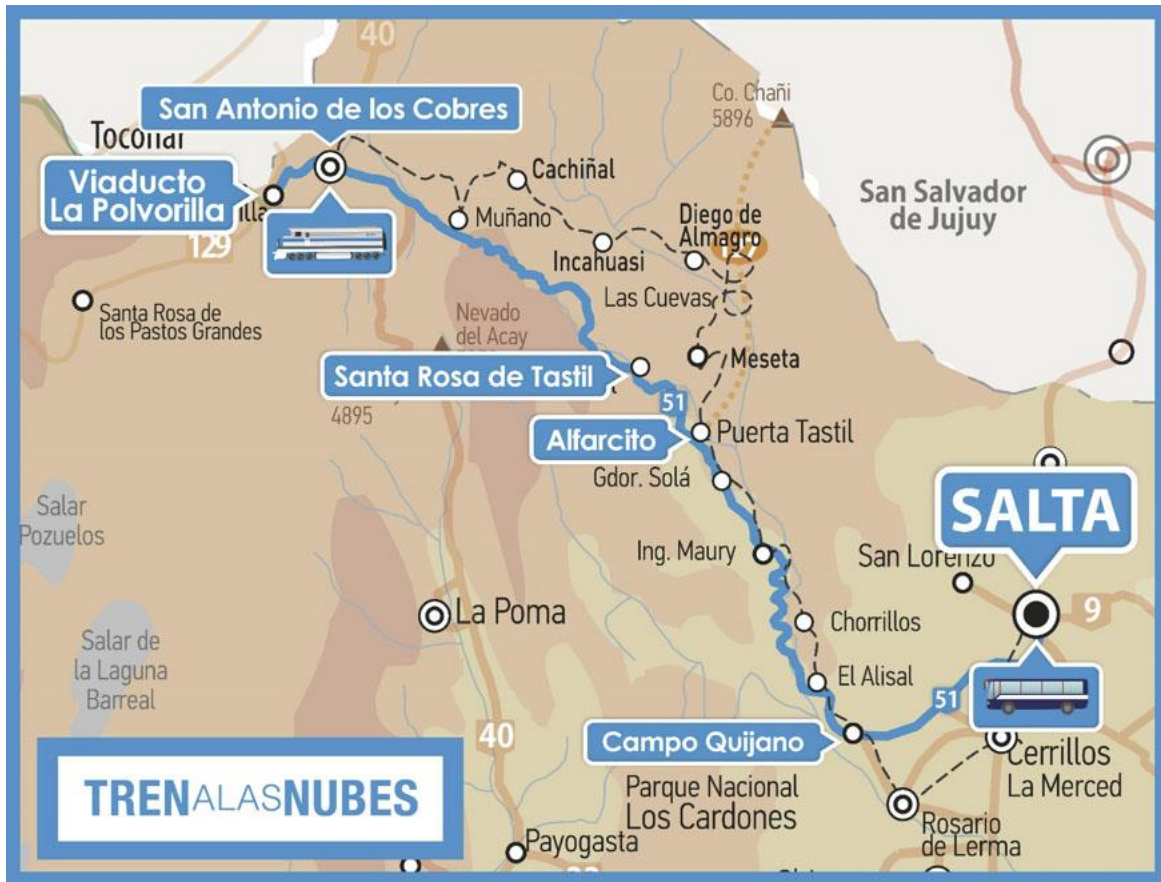 40
Co. Chañi
5896
San Antonio de los Cobres
Toconar
Viaducto
La Polvorilla
129
Cachiñal
Muñano
Diego de
Almagro
Incahuasi
Las Cuevas
San Salvador
de Jujuy
Santa Rosa de
los Pastos Grandes
Nevado
del Acay
Meseta
Santa Rosa de Tastil
4895
51
Alfarcito
Puerta Tastil
Gdor. Solá
Salar
Pozuelos
SALTA
Ing. Maury
San Lorenzo
9
La Poma
Chorrillos
Salar de
la Laguna
Barreal
El Alisal
51
40
Campo Quijano
Cerrillos
La Merced
Parque Nacional
Los Cardones
TRENALASNUBES
Rosario
de Lerma
Payogasta